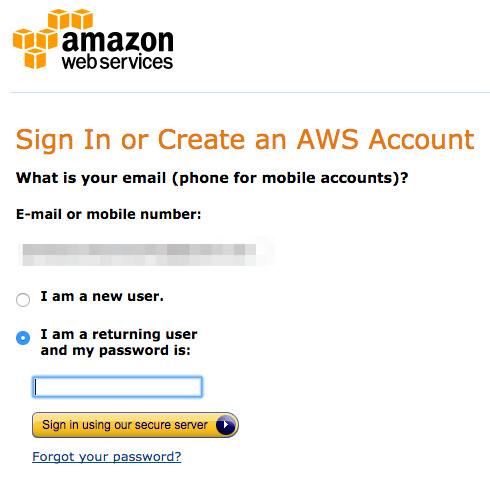 amazon
web services
Sign In or Create an AWS Account
What is your email (phone for mobile accounts)?
E-mail or mobile number:
I am a new user.
I am a returning user
and my password is:
Sign in using our secure server
Forgot your password?